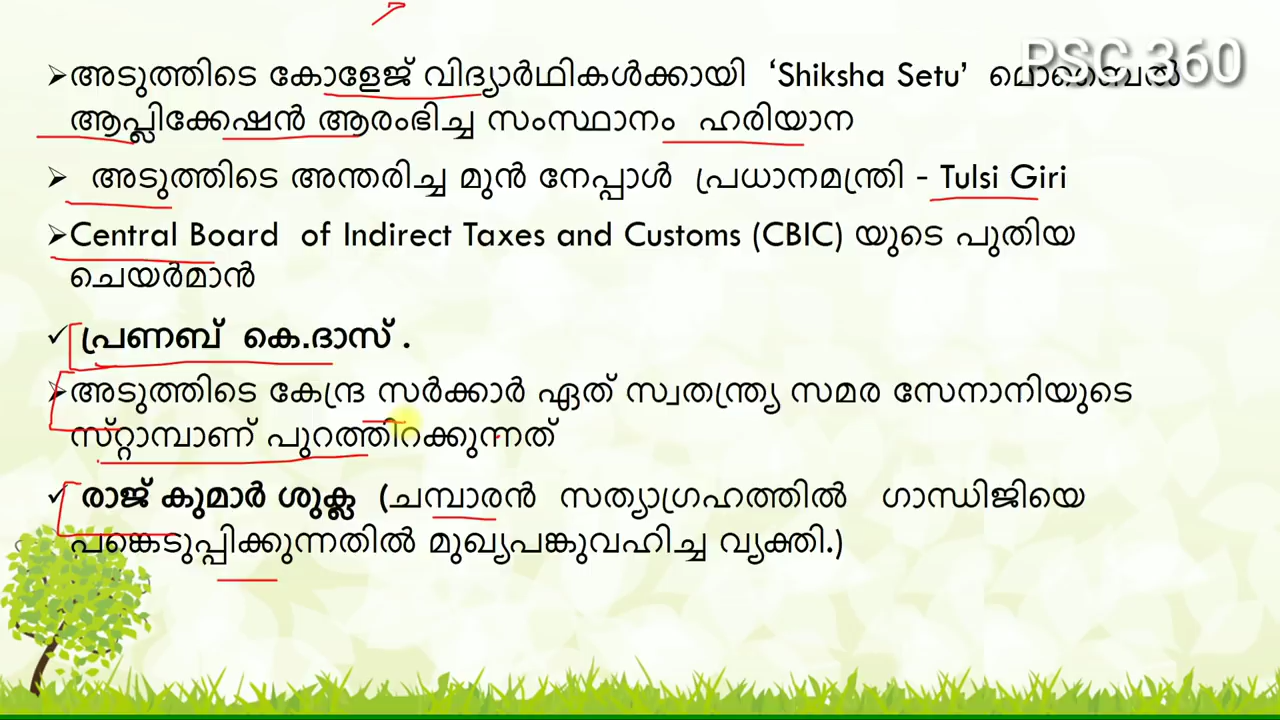 PSC 360
➢അടുത്തിടെ കോളേജ് വിദ്യാർഥികൾക്കായി ‘Shiksha Setu’ മൊബൈൽ
ആപ്ലിക്കേഷൻ ആരംഭിച്ച സംസ്ഥാനം ഹരിയാന
➢ അടുത്തിടെ അന്തരിച്ച മുൻ നേപ്പാൾ പ്രധാനമന്ത്രി - Tulsi Giri
➢Central Board of Indirect Taxes and Customs (CBIC) യുടെ പുതിയ
ചെയർമാൻ
✓ പ്രണബ് കെ.ദാസ് .
➢അടുത്തിടെ കേന്ദ്ര സർക്കാർ ഏത് സ്വതന്ത്ര്യ സമര സേനാനിയുടെ
സ്റ്റാമ്പാണ് പുറത്തിറക്കുന്നത്
✓ രാജ് കുമാർ ശുക്ല (ചമ്പാരൻ സത്യാഗ്രഹത്തിൽ ഗാന്ധിജിയെ
പങ്കെടുപ്പിക്കുന്നതിൽ മുഖ്യപങ്കുവഹിച്ച വ്യക്തി.)